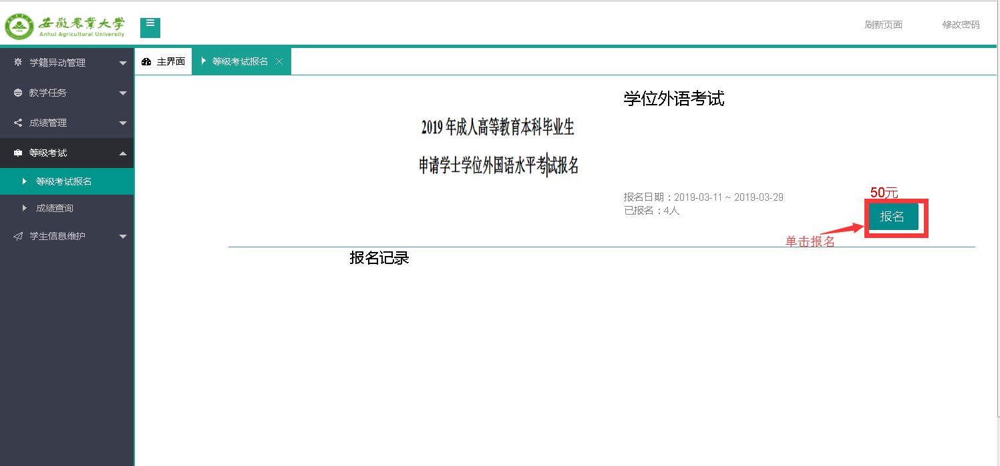 安徽农业大学
Anhui Agricultural University
刷新页面
修改密码
学籍异动管理
教学任务
成绩管理
等级考试
等级考试报名
成绩查询
学生信息维护
主界面
等级考试报名
学位外语考试
2019 年成人高等教育本科毕业生
申请学士学位外国语水平考试报名
报名日期：2019-03-11 ~ 2019-03-29
已报名：4人
50元
报名
单击报名
报名记录